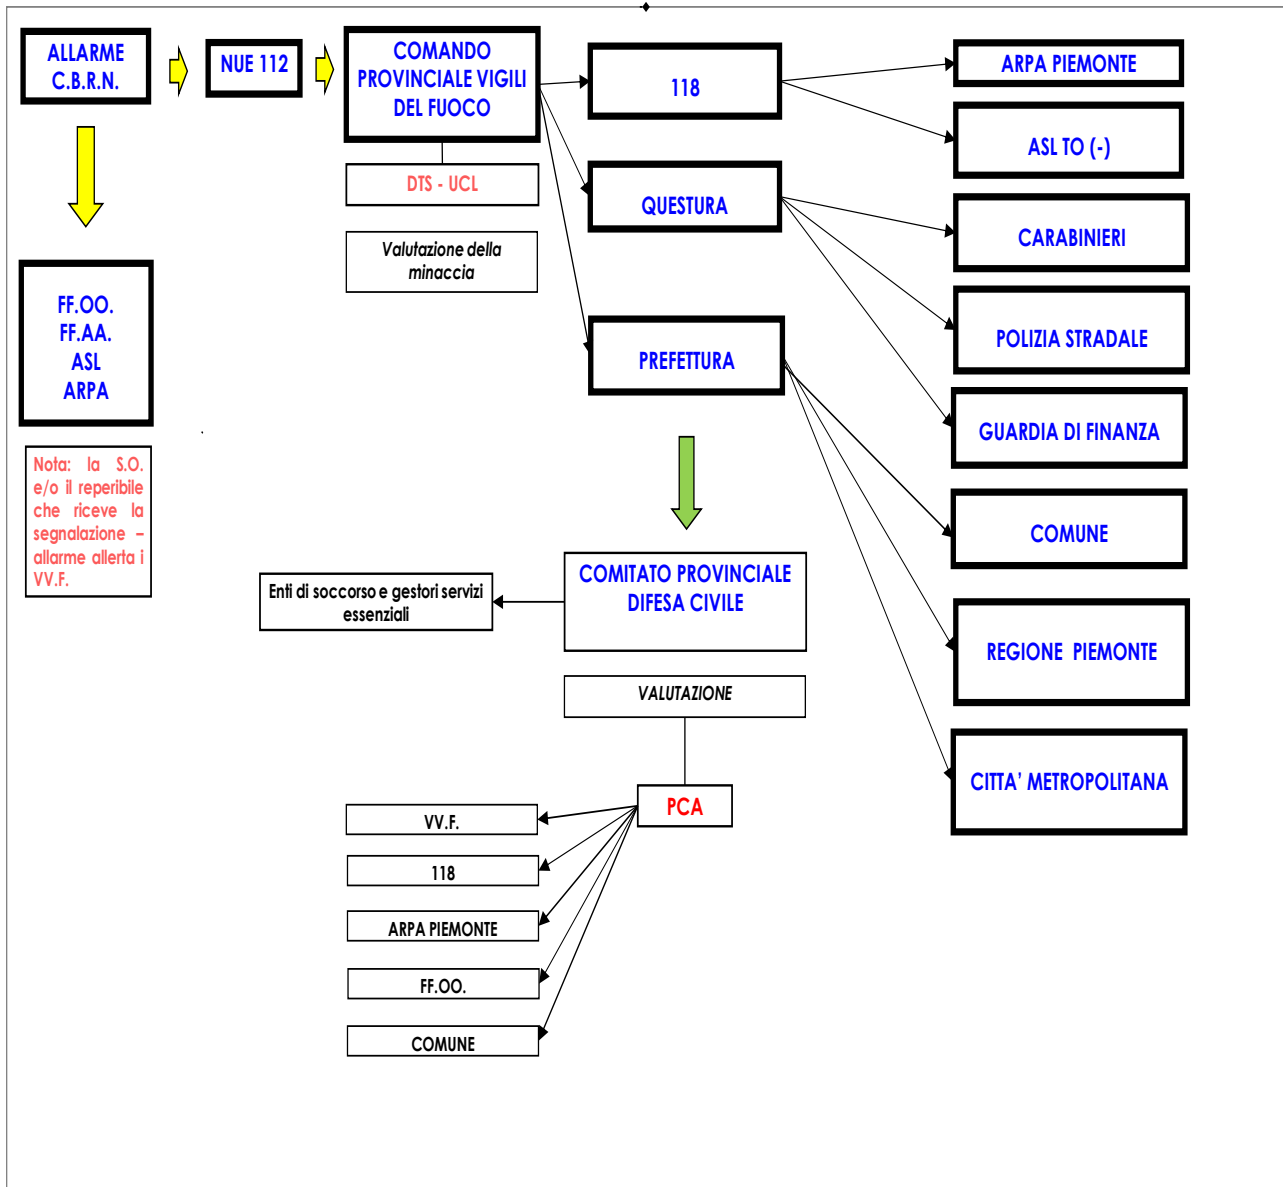 ALLARME
C.B.R.N.
NUE 112
COMANDO
PROVINCIALE VIGILI
DEL FUOCO
DTS - UCL
Valutazione della
minaccia
118
QUESTURA
PREFETTURA
ARPA PIEMONTE
ASL TO (-)
CARABINIERI
POLIZIA STRADALE
GUARDIA DI FINANZA
COMUNE
REGIONE PIEMONTE
CITTA' METROPOLITANA
FF.OO.
FF.AA.
ASL
ARPA
Nota: la S.O.
e/o il reperibile
che riceve la
segnalazione –
allarme allerta i
VV.F.
COMITATO PROVINCIALE
DIFESA CIVILE
Enti di soccorso e gestori servizi
essenziali
VALUTAZIONE
PCA
VV.F.
118
ARPA PIEMONTE
FF.OO.
COMUNE